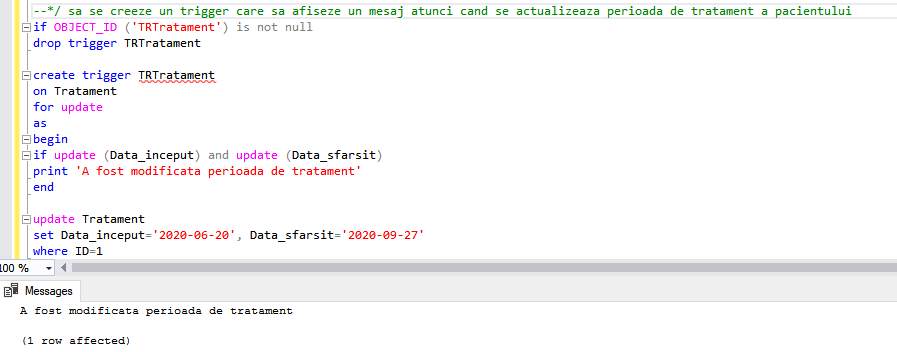 --*/ sa se creeze un trigger care sa afiseze un mesaj atunci cand se actualizeaza perioada de tratament a pacientului
if OBJECT_ID ('TRTratament') is not null
drop trigger TRTratament
create trigger TRTratament
on Tratament
for update
as
begin
if update (Data_inceput) and update (Data_sfarsit)
print 'A fost modificata perioada de tratament'
end
update Tratament
set Data_inceput='2020-06-20', Data_sfarsit='2020-09-27'
where ID=1
100 %
Messages
A fost modificata perioada de tratament
(1 row affected)